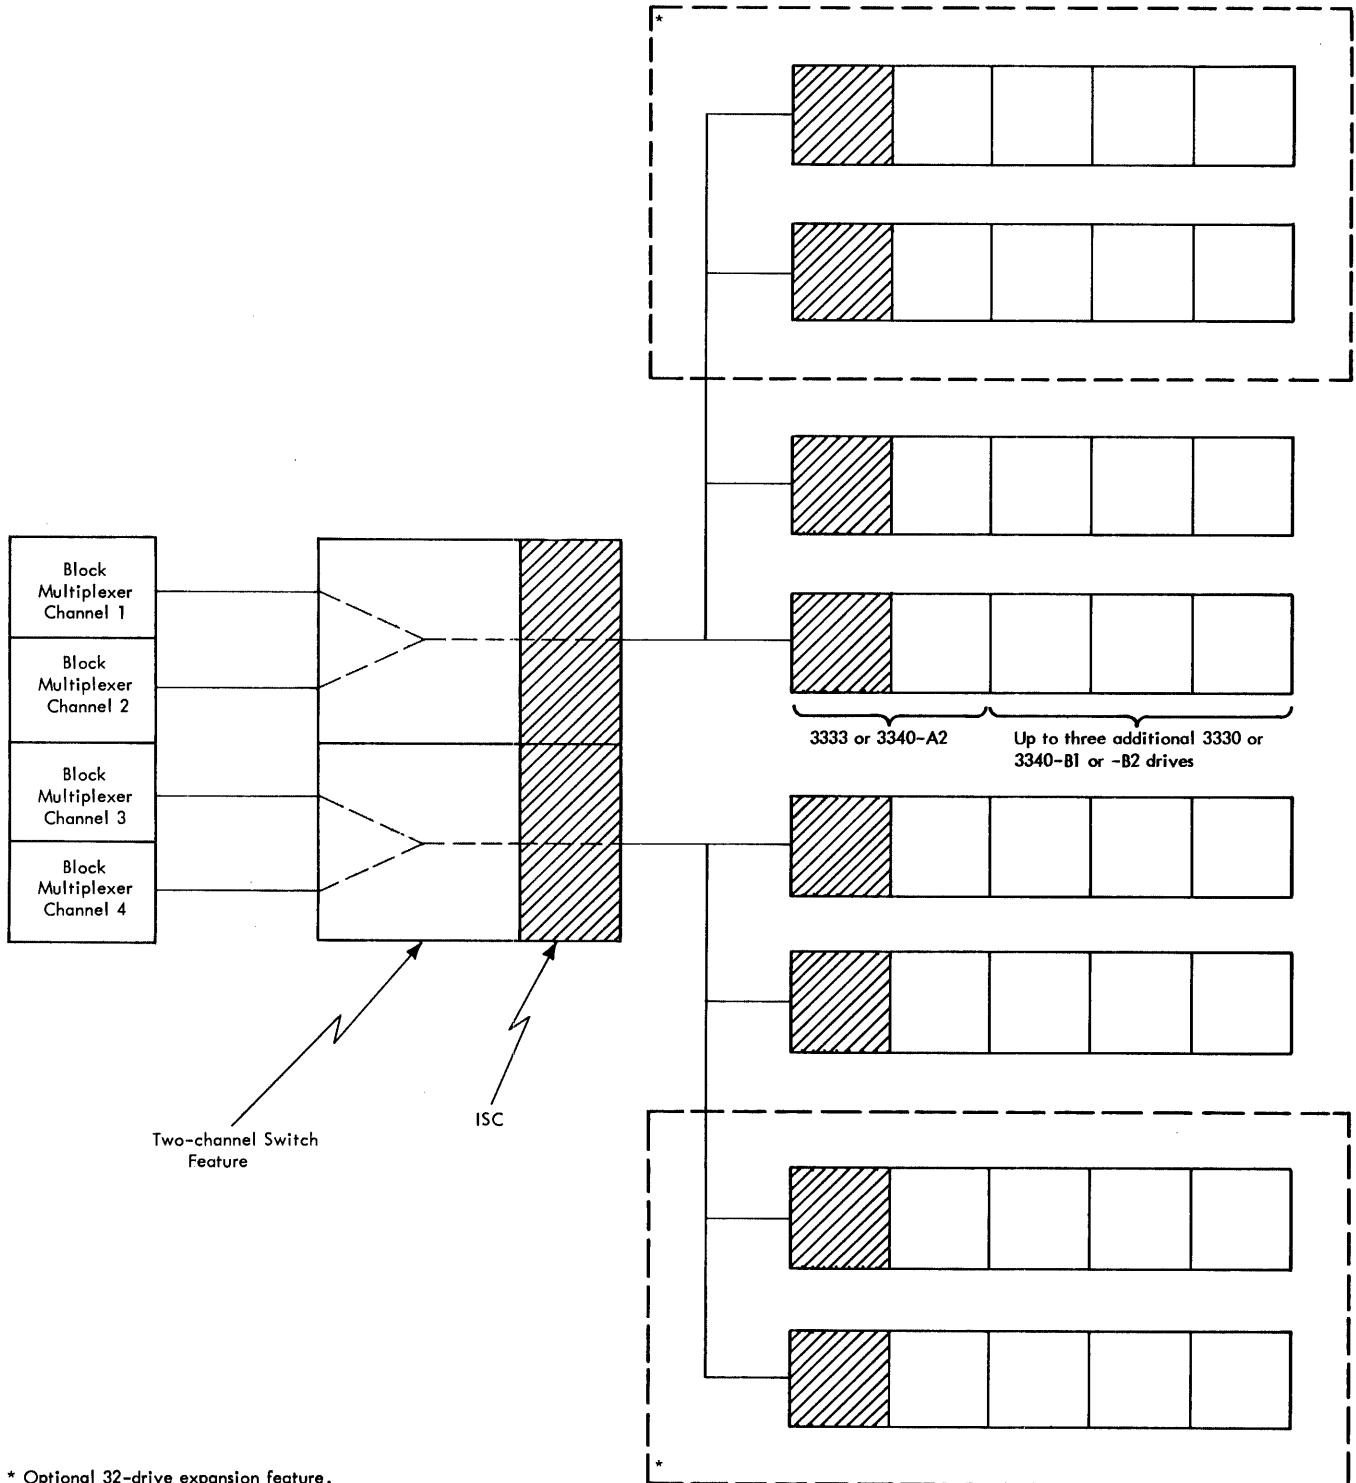 *
Block
Multiplexer
Channel 1
Block
Multiplexer
Channel 2
Block
Multiplexer
Channel 3
Block
Multiplexer
Channel 4
3333 or 3340-A2
Up to three additional 3330 or
3340-B1 or -B2 drives
Two-channel Switch
Feature
ISC
*
* Optional 32-drive expansion feature.